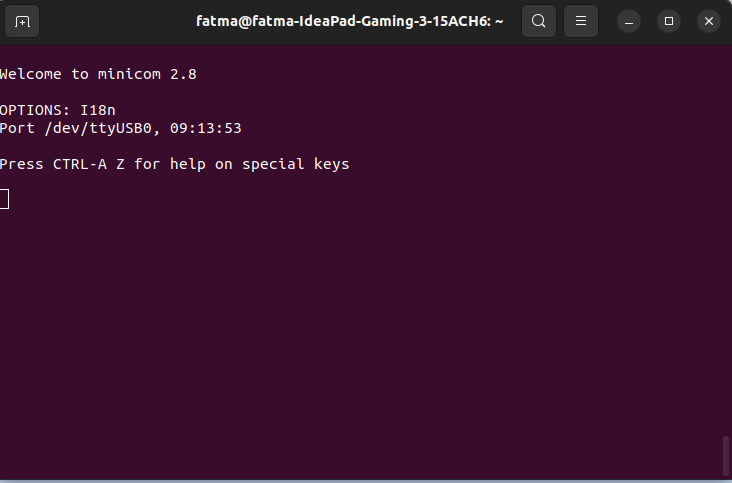 fatma@fatma-IdeaPad-Gaming-3-15ACH6: ~
Welcome to minicom 2.8
OPTIONS: I18n
Port /dev/ttyUSB0, 09:13:53
Press CTRL-A Z for help on special keys